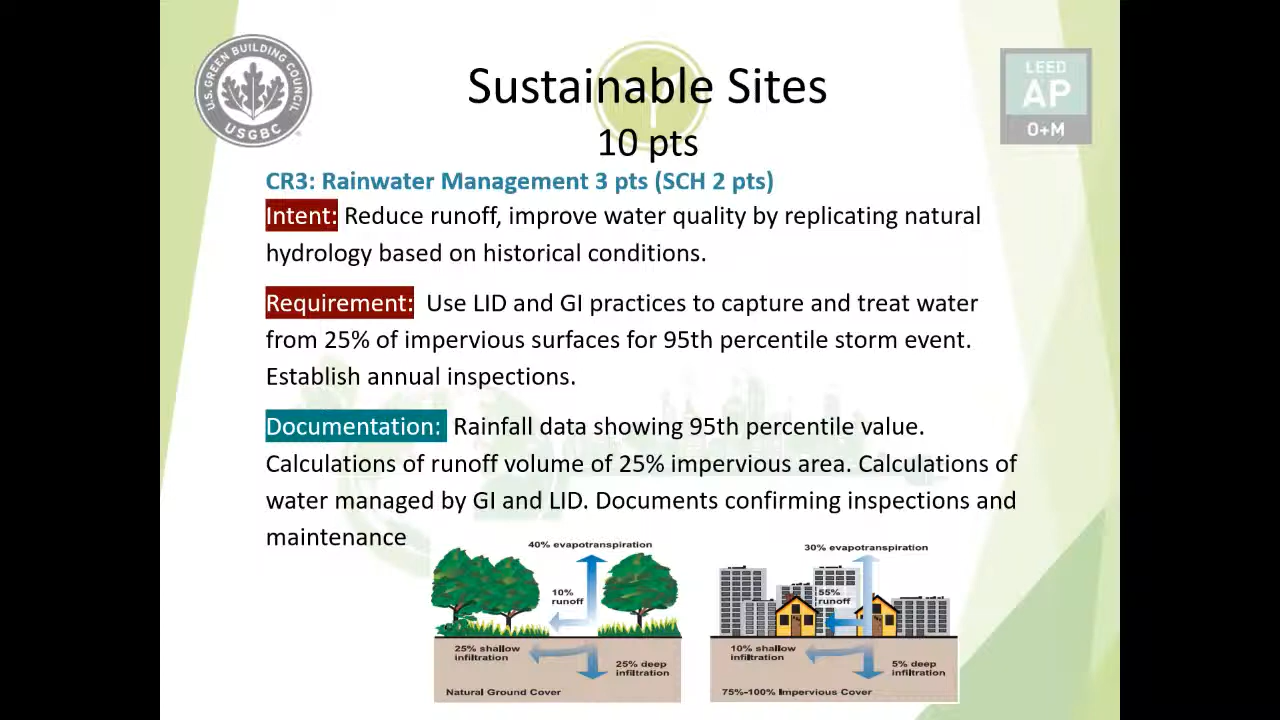 U.S. GREEN BUILDING COUNCIL
USGBC
LEED
AP
O+M
Sustainable Sites
10 pts
CR3: Rainwater Management 3 pts (SCH 2 pts)
Intent: Reduce runoff, improve water quality by replicating natural
hydrology based on historical conditions.
Requirement: Use LID and GI practices to capture and treat water
from 25% of impervious surfaces for 95th percentile storm event.
Establish annual inspections.
Documentation: Rainfall data showing 95th percentile value.
Calculations of runoff volume of 25% impervious area. Calculations of
water managed by GI and LID. Documents confirming inspections and
maintenance
40% evapotranspiration
10%
runoff
25% shallow
infiltration
25% deep
infiltration
Natural Ground Cover
30% evapotranspiration
55%
runoff
10% shallow
infiltration
5% deep
infiltration
75%-100% Impervious Cover